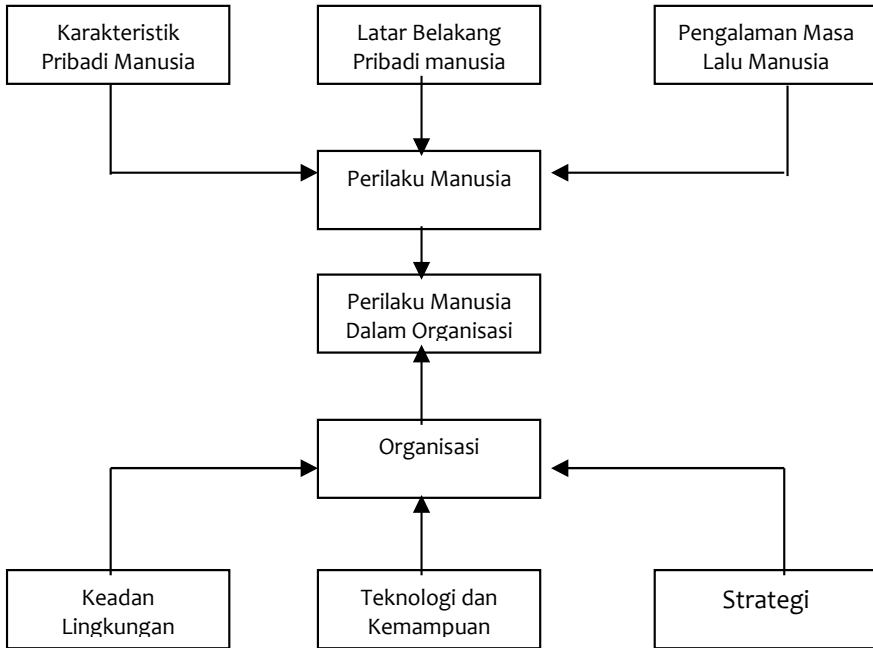 Karakteristik
Pribadi Manusia
Latar Belakang
Pribadi manusia
Pengalaman Masa
Lalu Manusia
Perilaku Manusia
Perilaku Manusia
Dalam Organisasi
Organisasi
Keadan
Lingkungan
Teknologi dan
Kemampuan
Strategi